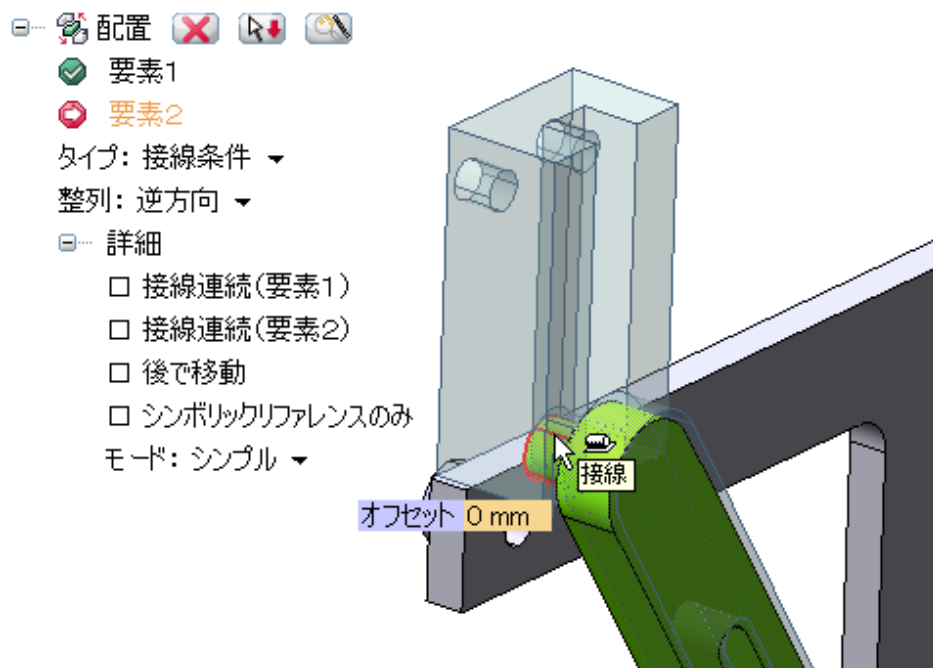 配置
要素1
要素2
タイプ: 接線条件
整列: 逆方向
詳細
接線連続(要素1)
接線連続(要素2)
後で移動
シンボリックリファレンスのみ
モード: シンプル
接線
オフセット 0 mm